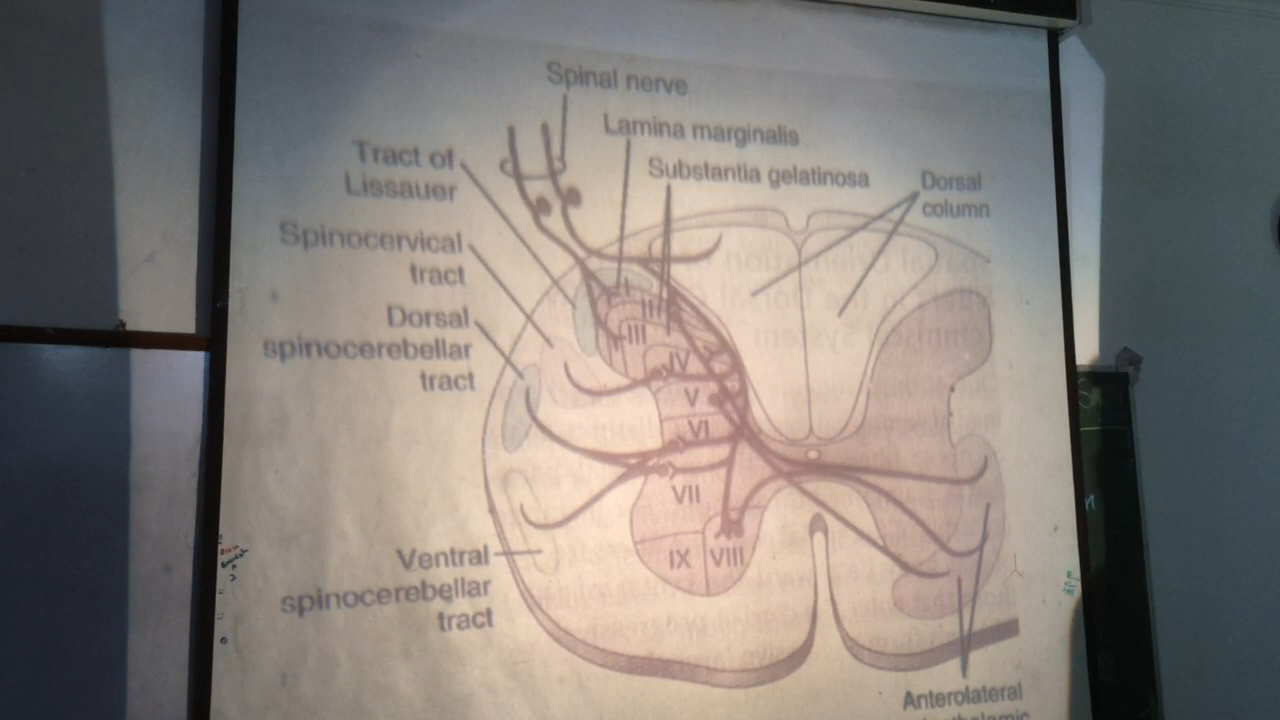 Spinal nerve
Lamina marginalis
Tract of
Lissauer
Substantia gelatinosa
Dorsal
column
Spinocervical
tract
Dorsal
spinocerebellar
tract
I
II
III
IV
V
VI
VII
IX VIII
Ventral
spinocerebellar
tract
Anterolateral